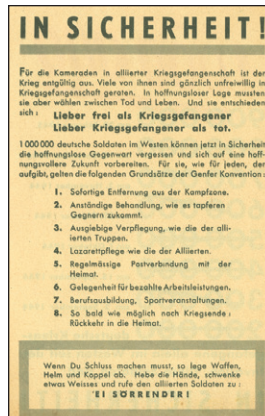 IN SICHERHEIT!
Für die Kameraden in alliierter Kriegsgefangenschaft ist der
Krieg entgültig aus. Viele von ihnen sind gänzlich unfreiwillig in
Kriegsgefangenschaft geraten. In hoffnungsloser Lage mussten
sie aber wählen zwischen Tod und Leben. Und sie entschieden
sich :
Lieber frei als Kriegsgefangener
Lieber Kriegsgefangener als tot.
1 000 000 deutsche Soldaten im Westen können jetzt in Sicherheit
die hoffnungslose Gegenwart vergessen und sich auf eine hoff-
nungsvollere Zukunft vorbereiten. Für sie, wie für jeden, der
aufgibt, gelten die folgenden Grundsätze der Genfer Konvention :
1. Sofortige Entfernung aus der Kampfzone.
2. Anständige Behandlung, wie es tapferen
Gegnern zukommt.
3. Ausgiebige Verpflegung, wie die der alli-
ierten Truppen.
4. Lazarettpflege wie die der Alliierten.
5. Regelmässige Postverbindung mit der
Heimat.
6. Gelegenheit für bezahlte Arbeitsleistungen.
7. Berufsausbildung, Sportveranstaltungen.
8. So bald wie möglich nach Kriegsende :
Rückkehr in die Heimat.
Wenn Du Schluss machen musst, so lege Waffen,
Helm und Koppel ab. Hebe die Hände, schwenke
etwas Weisses und rufe den alliierten Soldaten zu :
'EI SÖRRENDER!